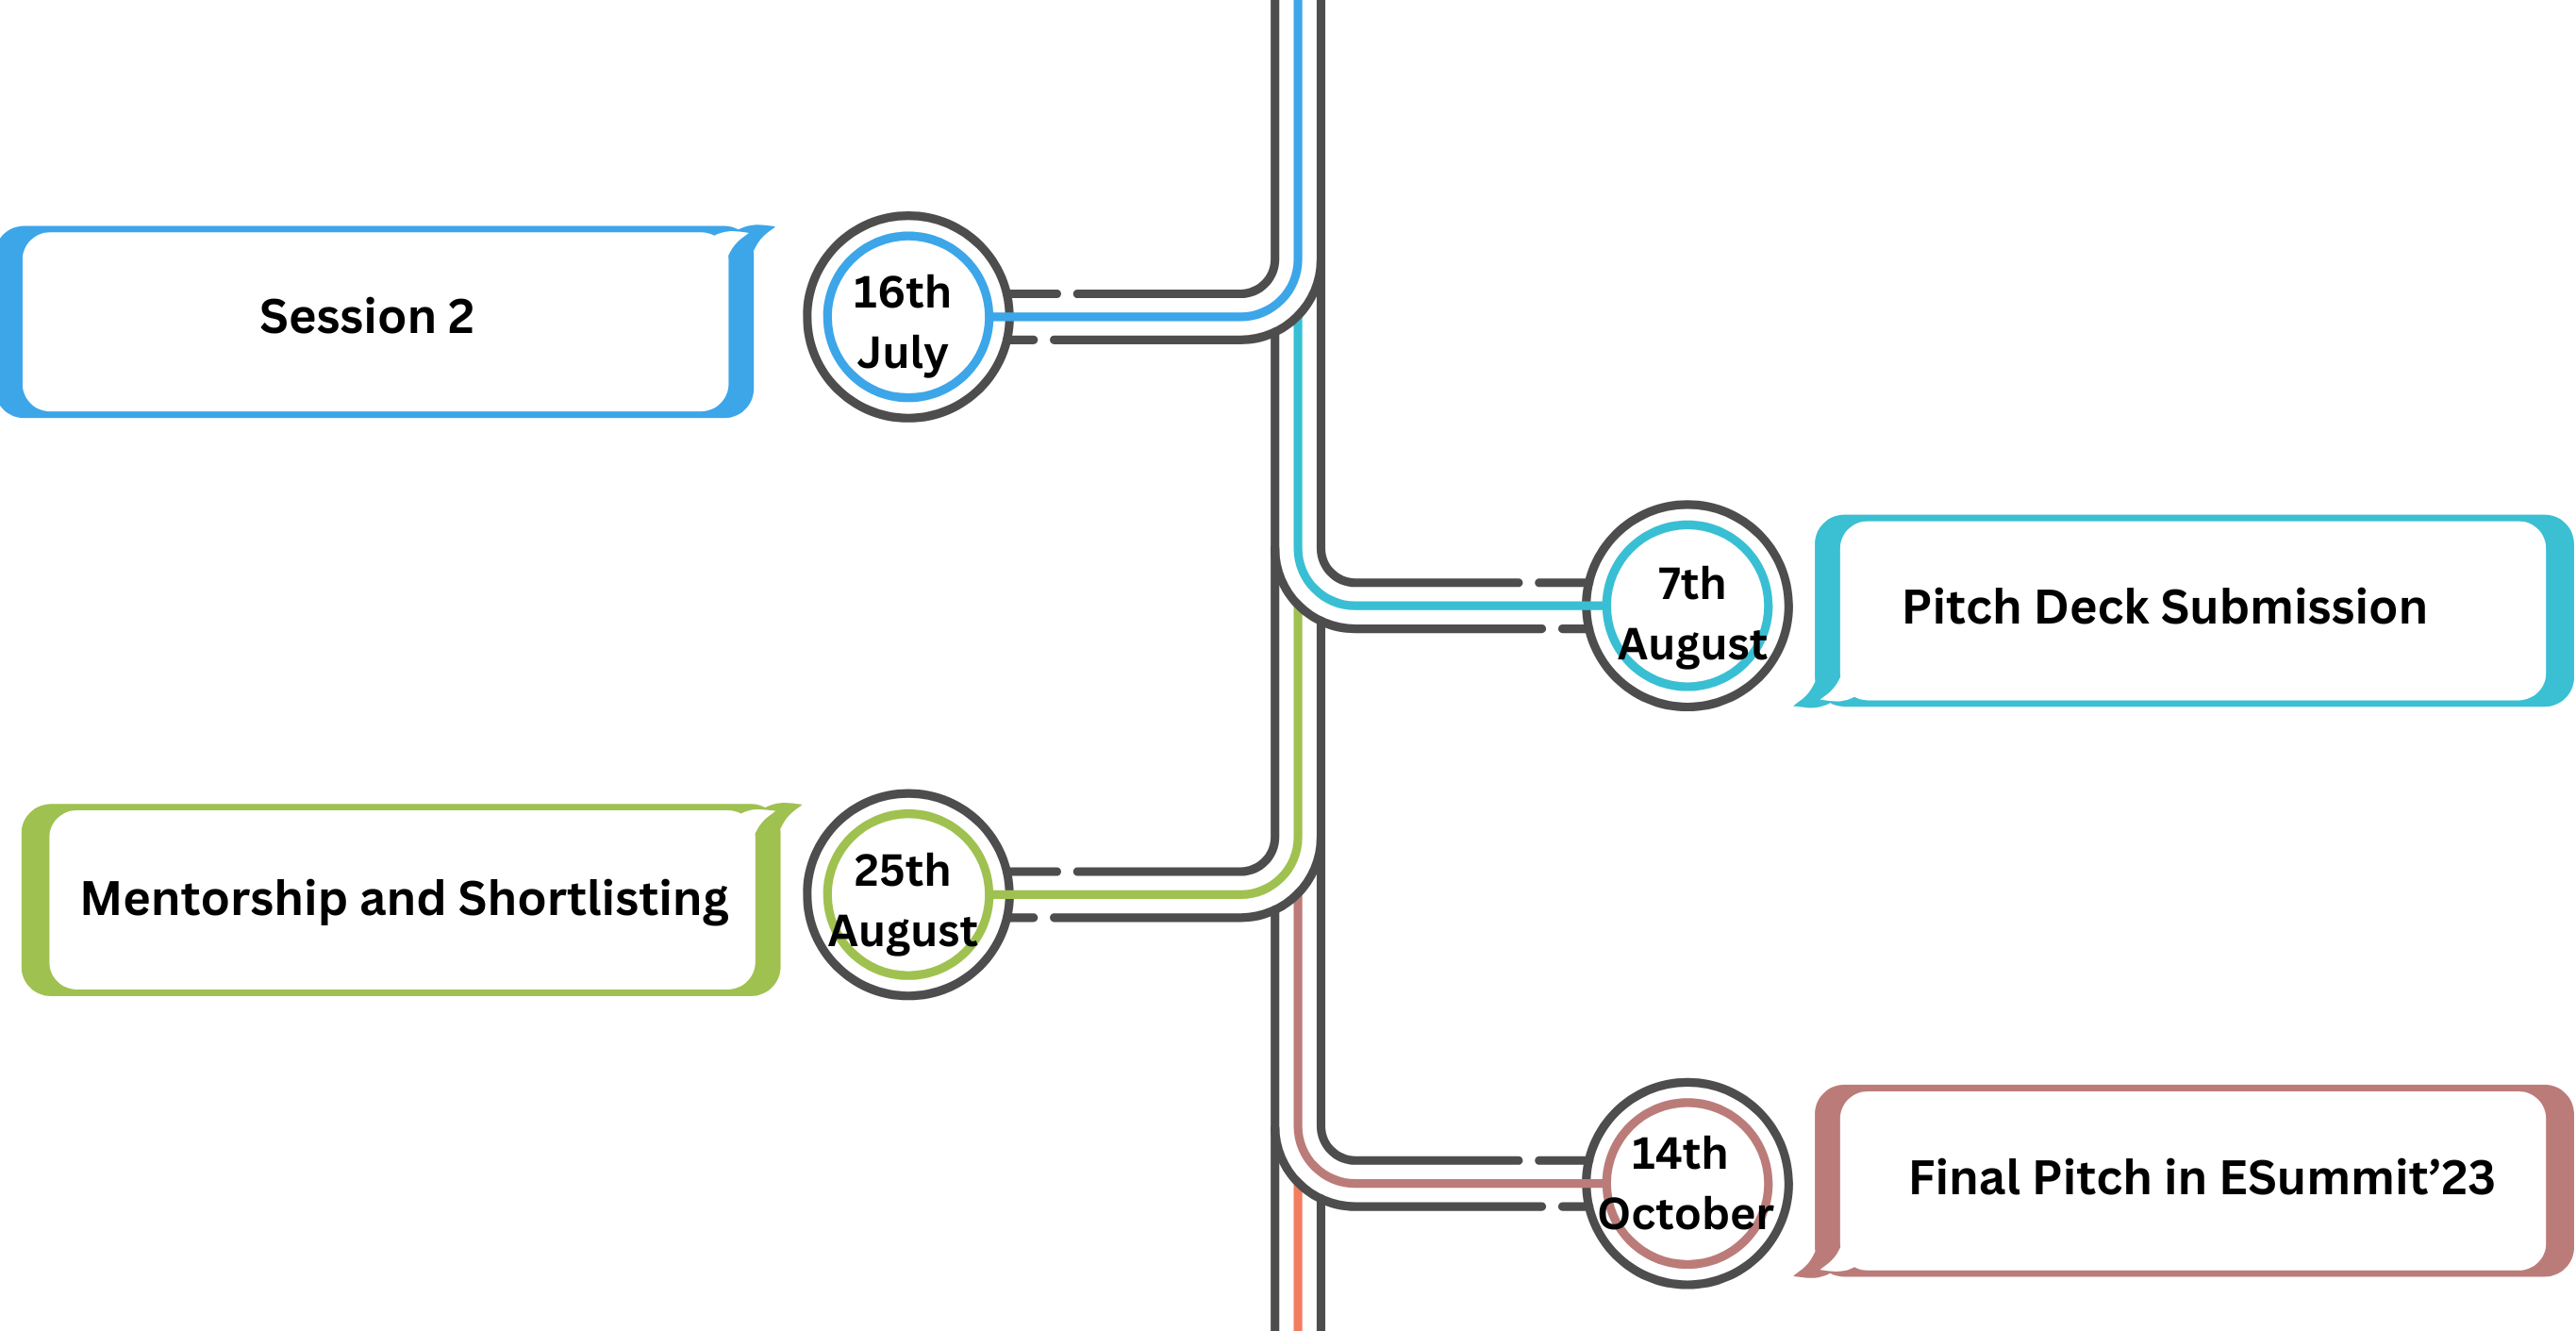 Session 2
16th
July
7th
August
Pitch Deck Submission
Mentorship and Shortlisting
25th
August
14th
October
Final Pitch in ESummit’23